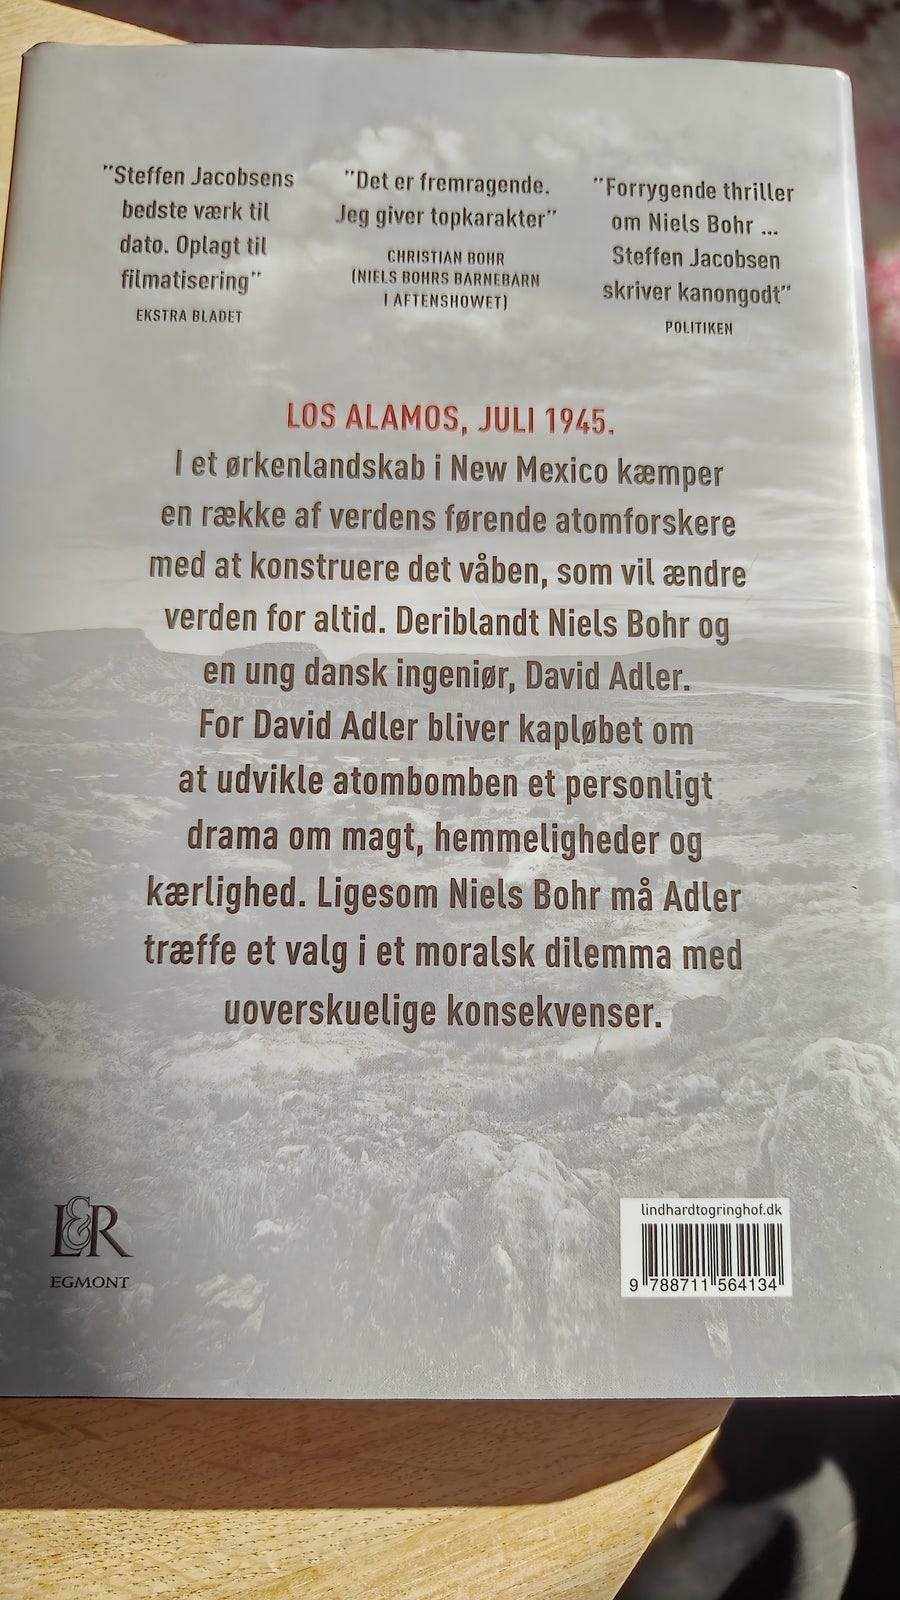 ”Steffen Jacobsens
bedste værk til
dato. Oplagt til
filmatisering”
EKSTRA BLADET
”Det er fremragende.
Jeg giver topkarakter”
CHRISTIAN BOHR
(NIELS BOHRS BARNEBARN
I AFTENSHOWET)
”Forrygende thriller
om Niels Bohr ...
Steffen Jacobsen
skriver kanongodt”
POLITIKEN
LOS ALAMOS, JULI 1945.
I et ørkenlandskab i New Mexico kæmper
en række af verdens førende atomforskere
med at konstruere det våben, som vil ændre
verden for altid. Deriblandt Niels Bohr og
en ung dansk ingeniør, David Adler.
For David Adler bliver kapløbet om
at udvikle atombomben et personligt
drama om magt, hemmeligheder og
kærlighed. Ligesom Niels Bohr må Adler
træffe et valg i et moralsk dilemma med
uoverskuelige konsekvenser.
L&R
EGMONT
lindhardtogringhof.dk
9 788711 564134